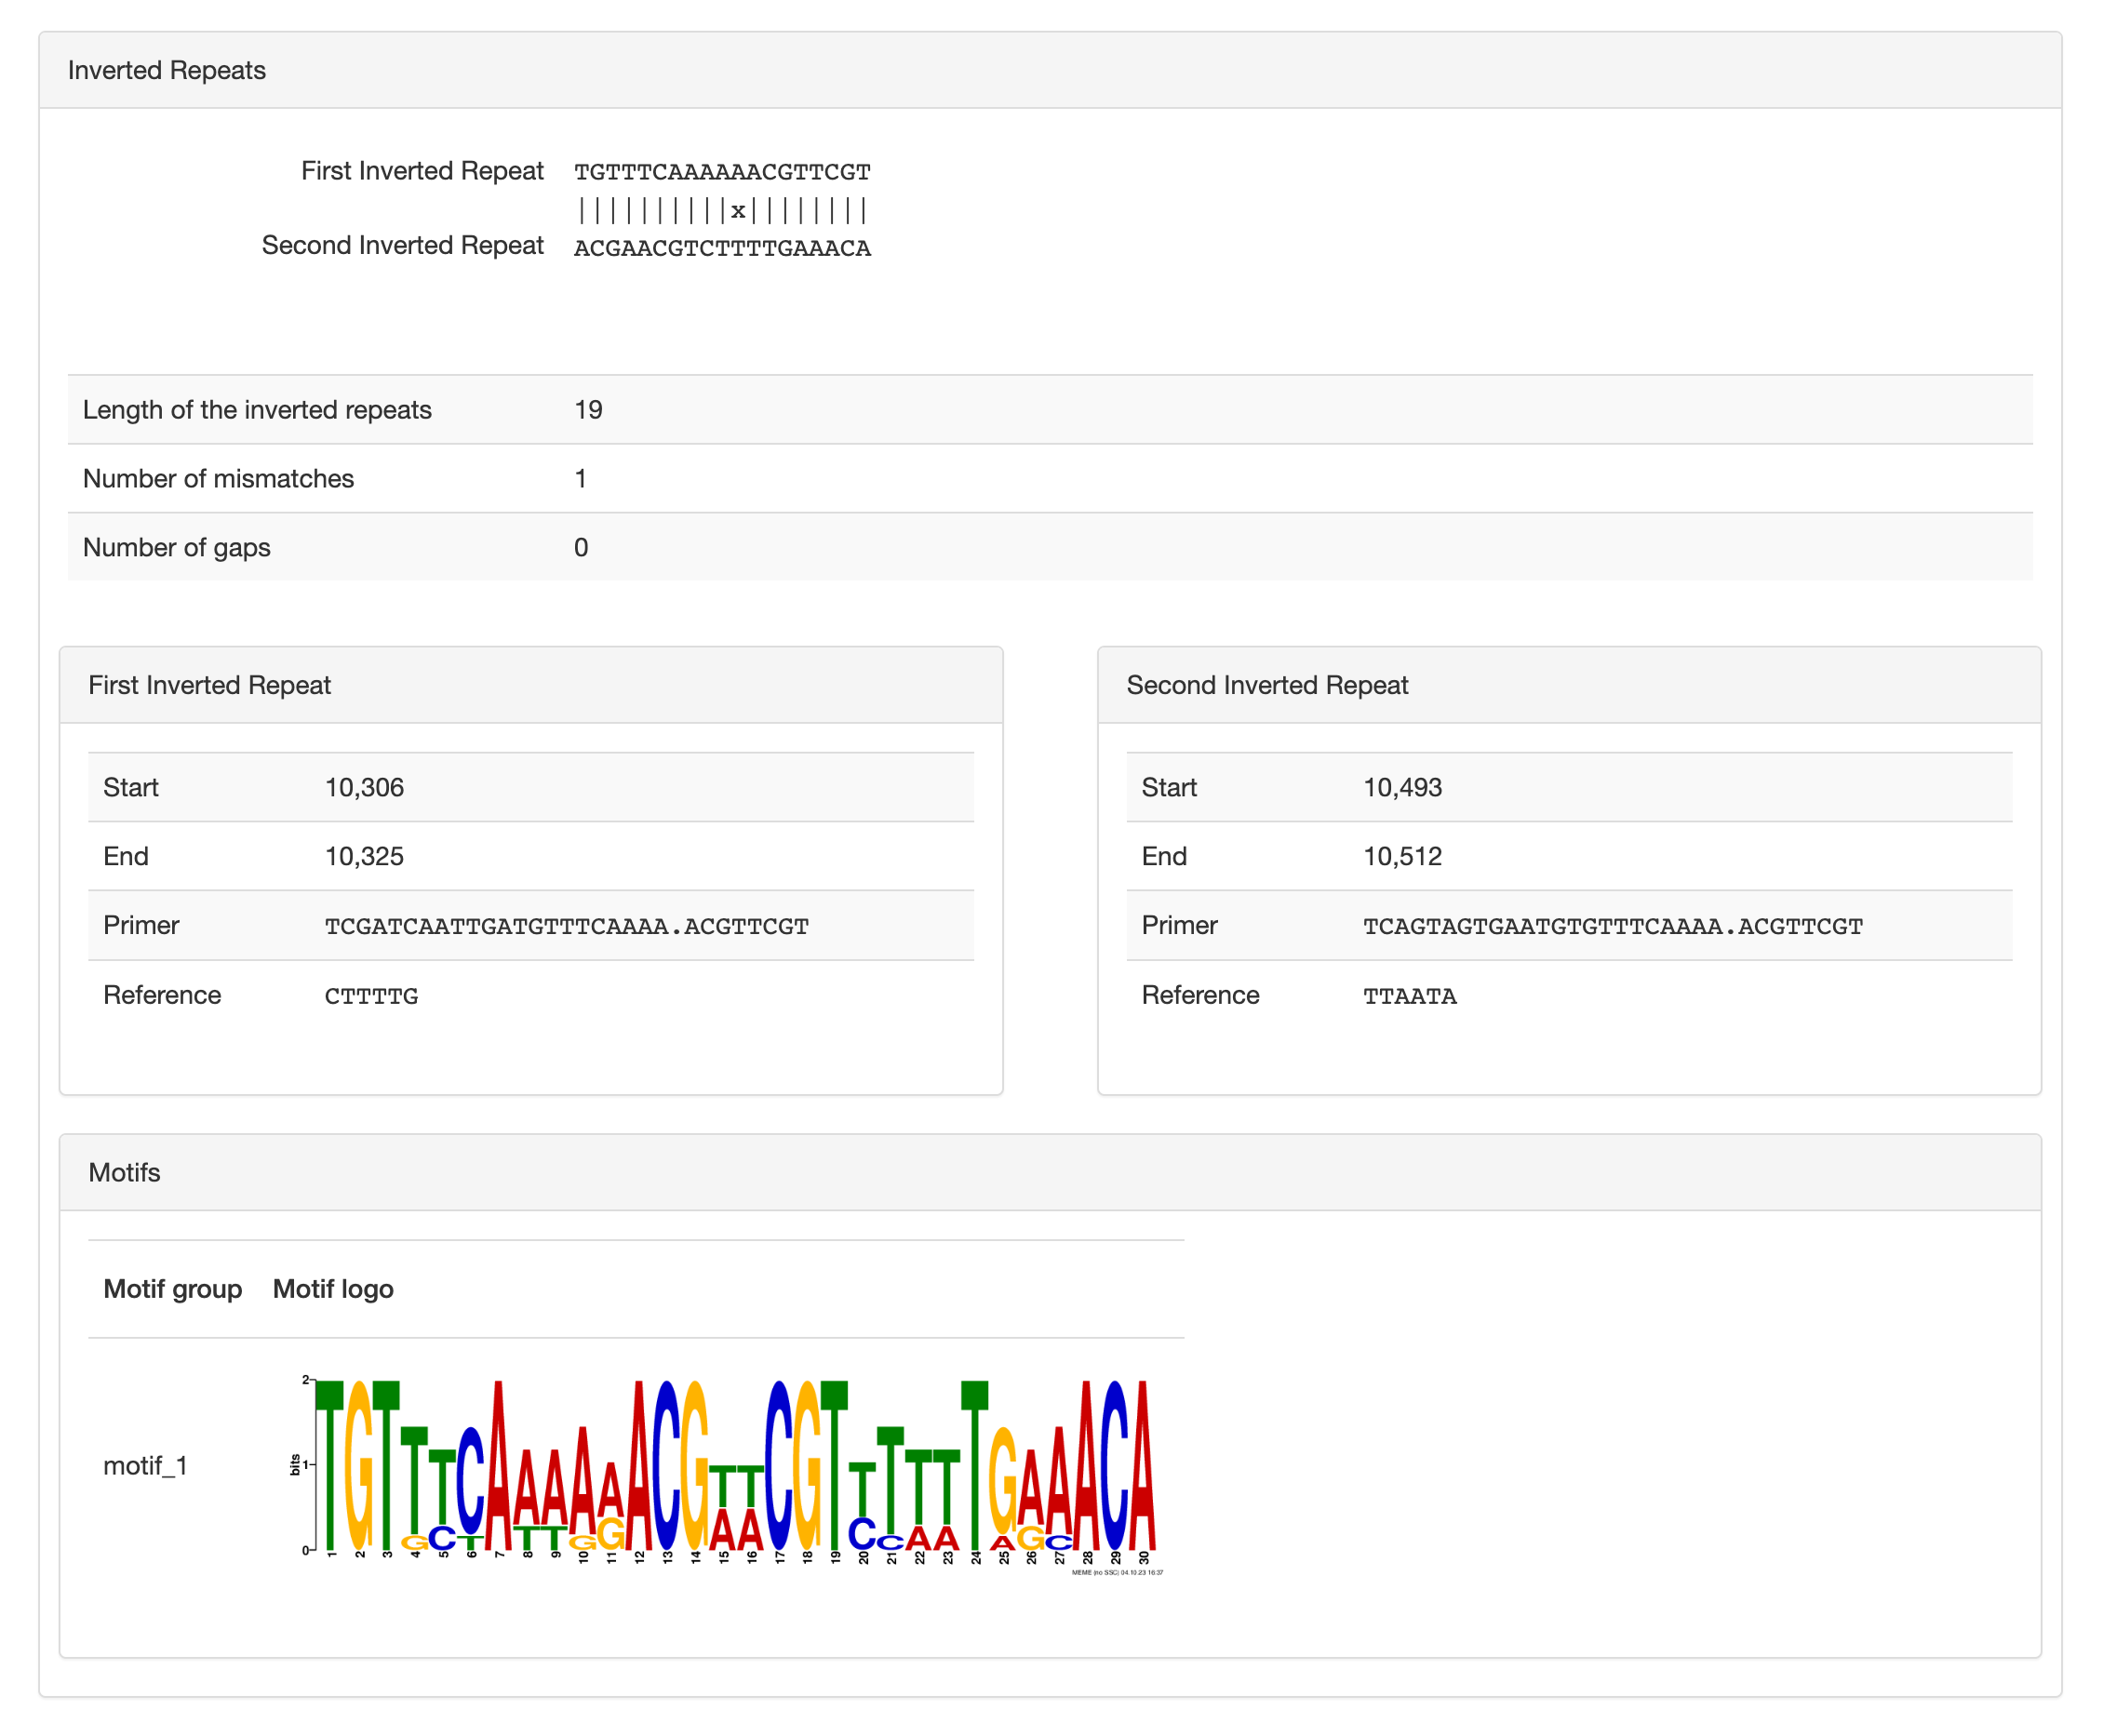 Inverted Repeats
First Inverted Repeat TGTTTCAAAAAACGTTCGT
||||||||||x||||||||
Second Inverted Repeat ACGAACGTCTTTTGAAACA
Length of the inverted repeats 19
Number of mismatches 1
Number of gaps 0
First Inverted Repeat
Start 10,306
End 10,325
Primer TCGATCAATTGATGTTTCAAAA.ACGTTCGT
Reference CTTTTG
Second Inverted Repeat
Start 10,493
End 10,512
Primer TCAGTAGTGAATGTGTTTCAAAA.ACGTTCGT
Reference TTAATA
Motifs
Motif group Motif logo
motif_1
bits
2
1
0
TGTTTCAAAAAACGTTCGTTTTTTGAAACA
GCTTTGGAACCAAAGC
1 2 3 4 5 6 7 8 9 10 11 12 13 14 15 16 17 18 19 20 21 22 23 24 25 26 27 28 29 30
MEME (no SSC) 04.10.23 16:37